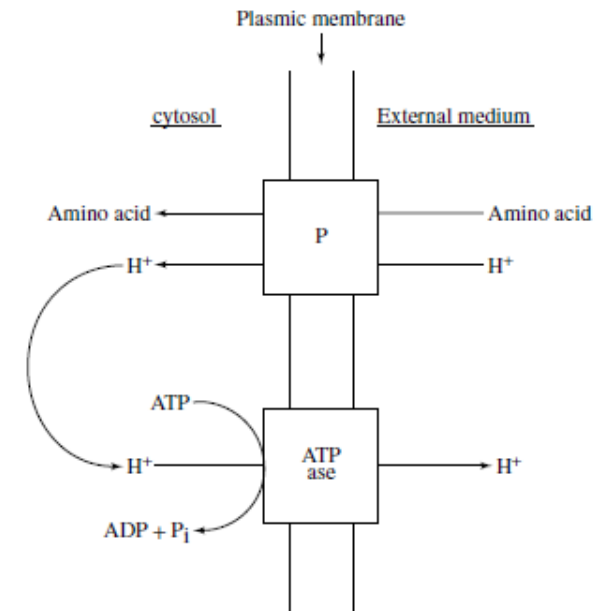 Plasmic membrane
cytosol External medium
Amino acid P Amino acid
H⁺ H⁺
ATP
H⁺ ATP ase H⁺
ADP + Pi